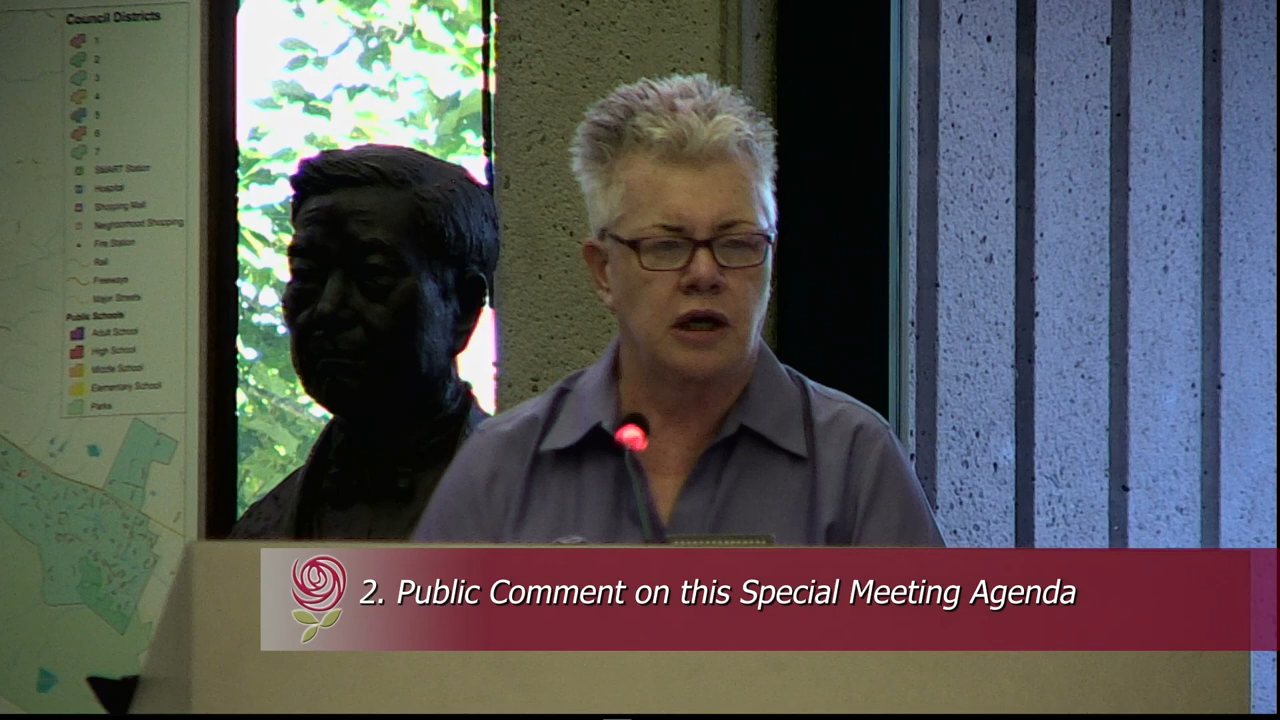 Council Districts
1
2
3
4
5
6
7
SMART Station
Hospital
Shopping Mall
Neighborhood Shopping
Fire Station
Rail
Freeways
Major Streets
Public Schools
Adult School
High School
Middle School
Elementary School
Parks
2. Public Comment on this Special Meeting Agenda